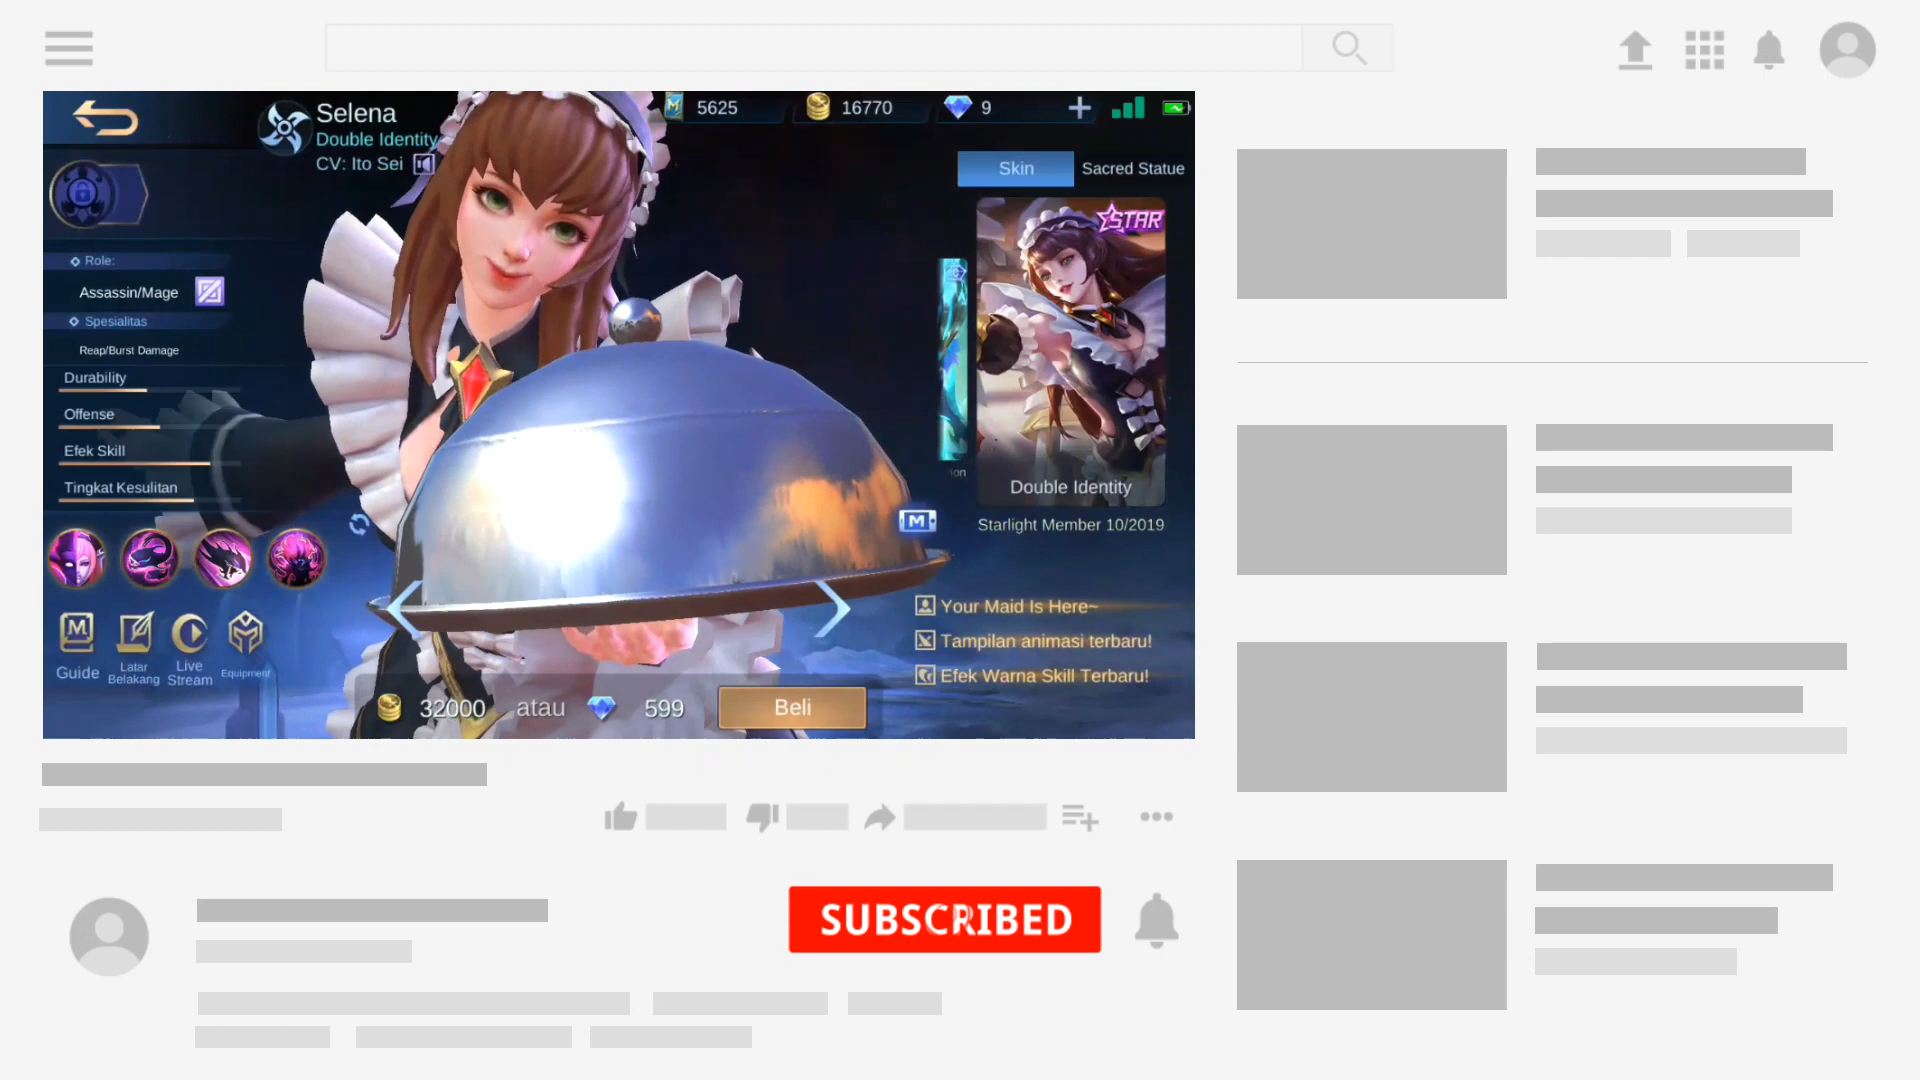 Selena
Double Identity
CV: Ito Sei
5625
16770
9
Skin
Sacred Statue
STAR
Role:
Assassin/Mage
Spesialitas
Reap/Burst Damage
Durability
Offense
Efek Skill
Tingkat Kesulitan
ion
Double Identity
M
Starlight Member 10/2019
Your Maid Is Here~
Tampilan animasi terbaru!
Efek Warna Skill Terbaru!
M
Guide
Latar Belakang
Live Stream
Equipment
32000 atau 599
Beli
SUBSCRIBED